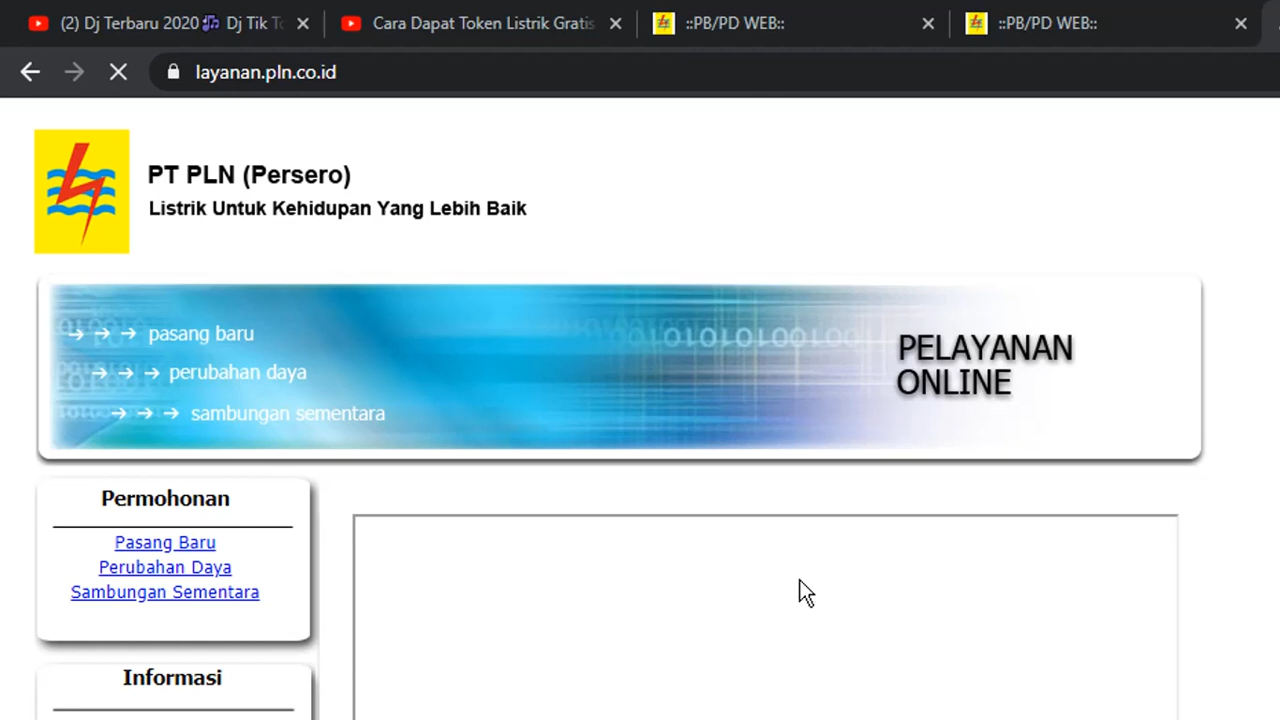 (2) Dj Terbaru 2020🎶 Dj Tik To
Cara Dapat Token Listrik Gratis
::PB/PD WEB::
::PB/PD WEB::
layanan.pln.co.id
PT PLN (Persero)
Listrik Untuk Kehidupan Yang Lebih Baik
→ → → pasang baru
→ → → perubahan daya
→ → → sambungan sementara
0101010100100
PELAYANAN
ONLINE
Permohonan
Pasang Baru
Perubahan Daya
Sambungan Sementara
Informasi